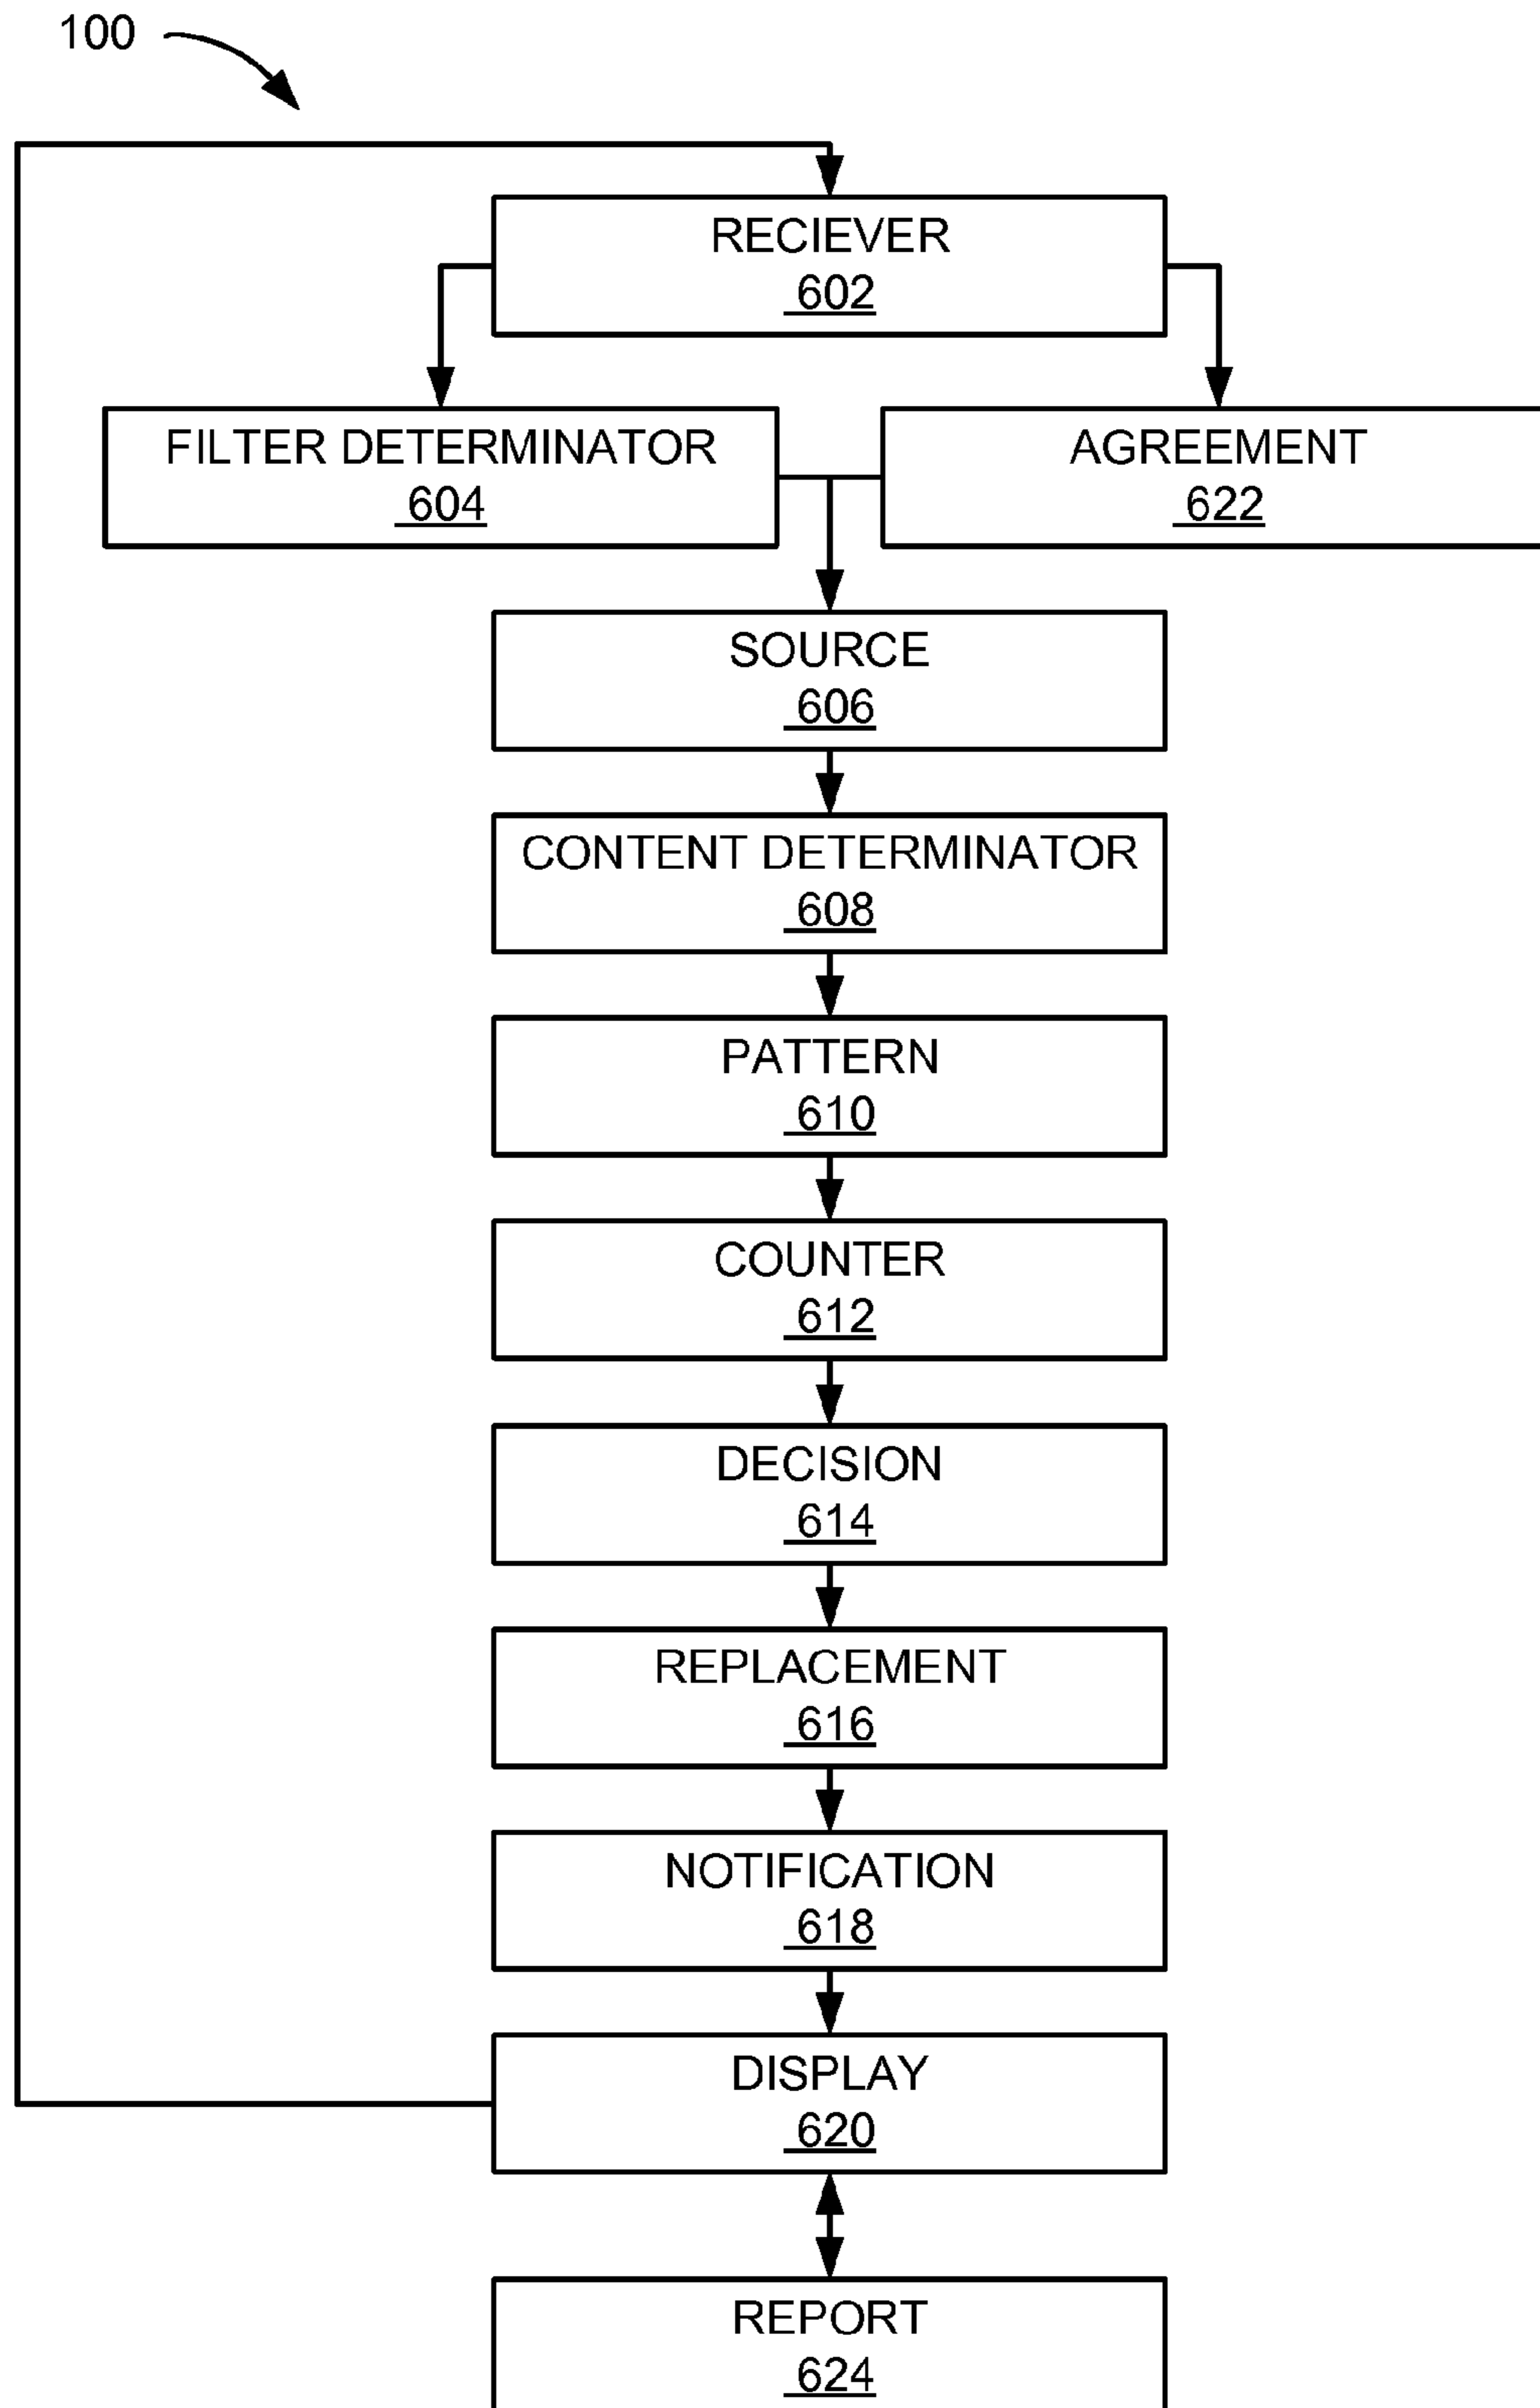 100
RECIEVER
602
FILTER DETERMINATOR
604
AGREEMENT
622
SOURCE
606
CONTENT DETERMINATOR
608
PATTERN
610
COUNTER
612
DECISION
614
REPLACEMENT
616
NOTIFICATION
618
DISPLAY
620
REPORT
624